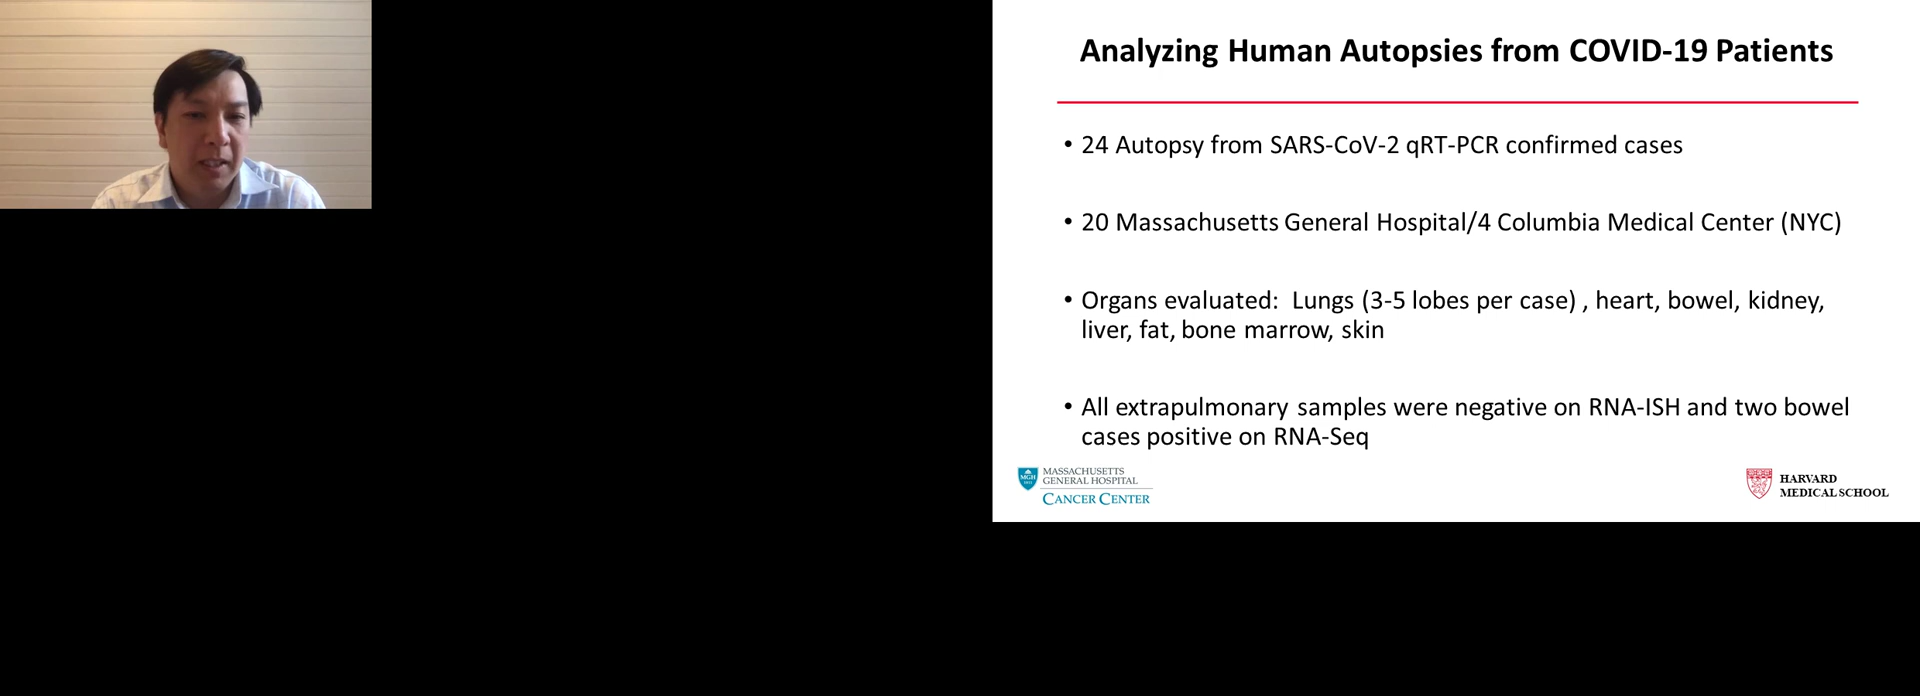 Analyzing Human Autopsies from COVID-19 Patients
• 24 Autopsy from SARS-CoV-2 qRT-PCR confirmed cases
• 20 Massachusetts General Hospital/4 Columbia Medical Center (NYC)
• Organs evaluated:  Lungs (3-5 lobes per case) , heart, bowel, kidney,
liver, fat, bone marrow, skin
• All extrapulmonary samples were negative on RNA-ISH and two bowel
cases positive on RNA-Seq
MGH
1811
MASSACHUSETTS
GENERAL HOSPITAL
CANCER CENTER
HARVARD
MEDICAL SCHOOL